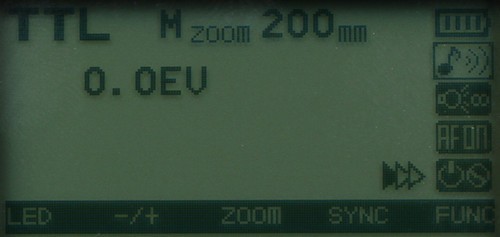 TTL M ZOOM 200mm
0.0EV
AF ON
LED -/+ ZOOM SYNC FUNC